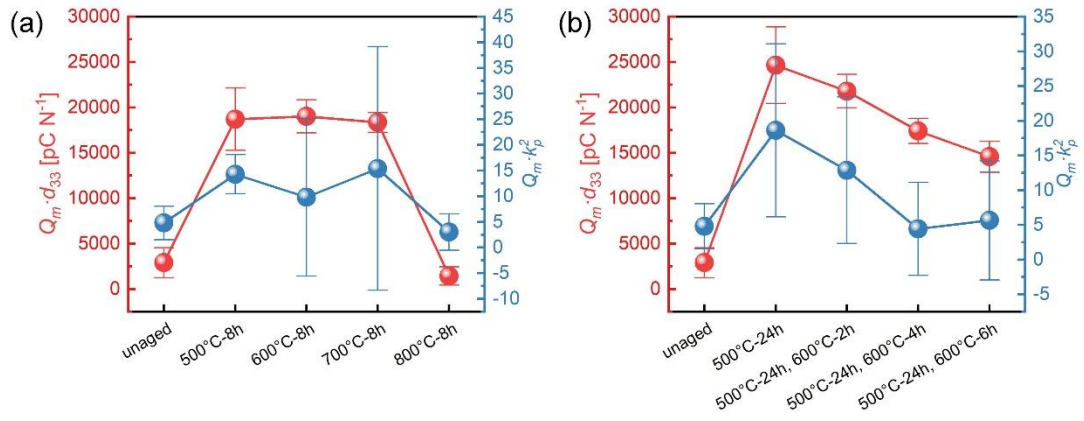 (a)
30000
25000
20000
15000
10000
5000
0
Qm·d33 [pC N⁻¹]
45
40
35
30
25
20
15
10
5
0
-5
-10
Qm·kp²
unaged
500°C-8h
600°C-8h
700°C-8h
800°C-8h
(b)
30000
25000
20000
15000
10000
5000
0
Qm·d33 [pC N⁻¹]
35
30
25
20
15
10
5
0
-5
Qm·kp²
unaged
500°C-24h
500°C-24h, 600°C-2h
500°C-24h, 600°C-4h
500°C-24h, 600°C-6h